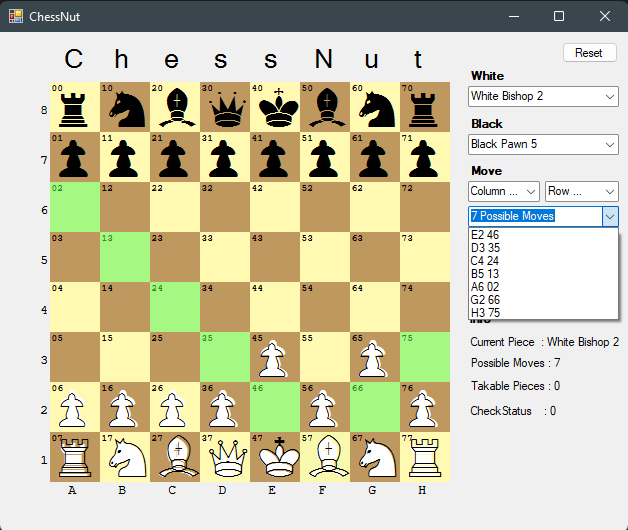 ChessNut
C h e s s N u t
Reset
White
White Bishop 2
Black
Black Pawn 5
Move
Column ... Row ...
7 Possible Moves
E2 46
D3 35
C4 24
B5 13
A6 02
G2 66
H3 75
Current Piece : White Bishop 2
Possible Moves : 7
Takable Pieces : 0
CheckStatus : 0
8 00 10 20 30 40 50 60 70
7 01 11 21 31 41 51 61 71
6 02 12 22 32 42 52 62 72
5 03 13 23 33 43 53 63 73
4 04 14 24 34 44 54 64 74
3 05 15 25 35 45 55 65 75
2 06 16 26 36 46 56 66 76
1 07 17 27 37 47 57 67 77
A B C D E F G H